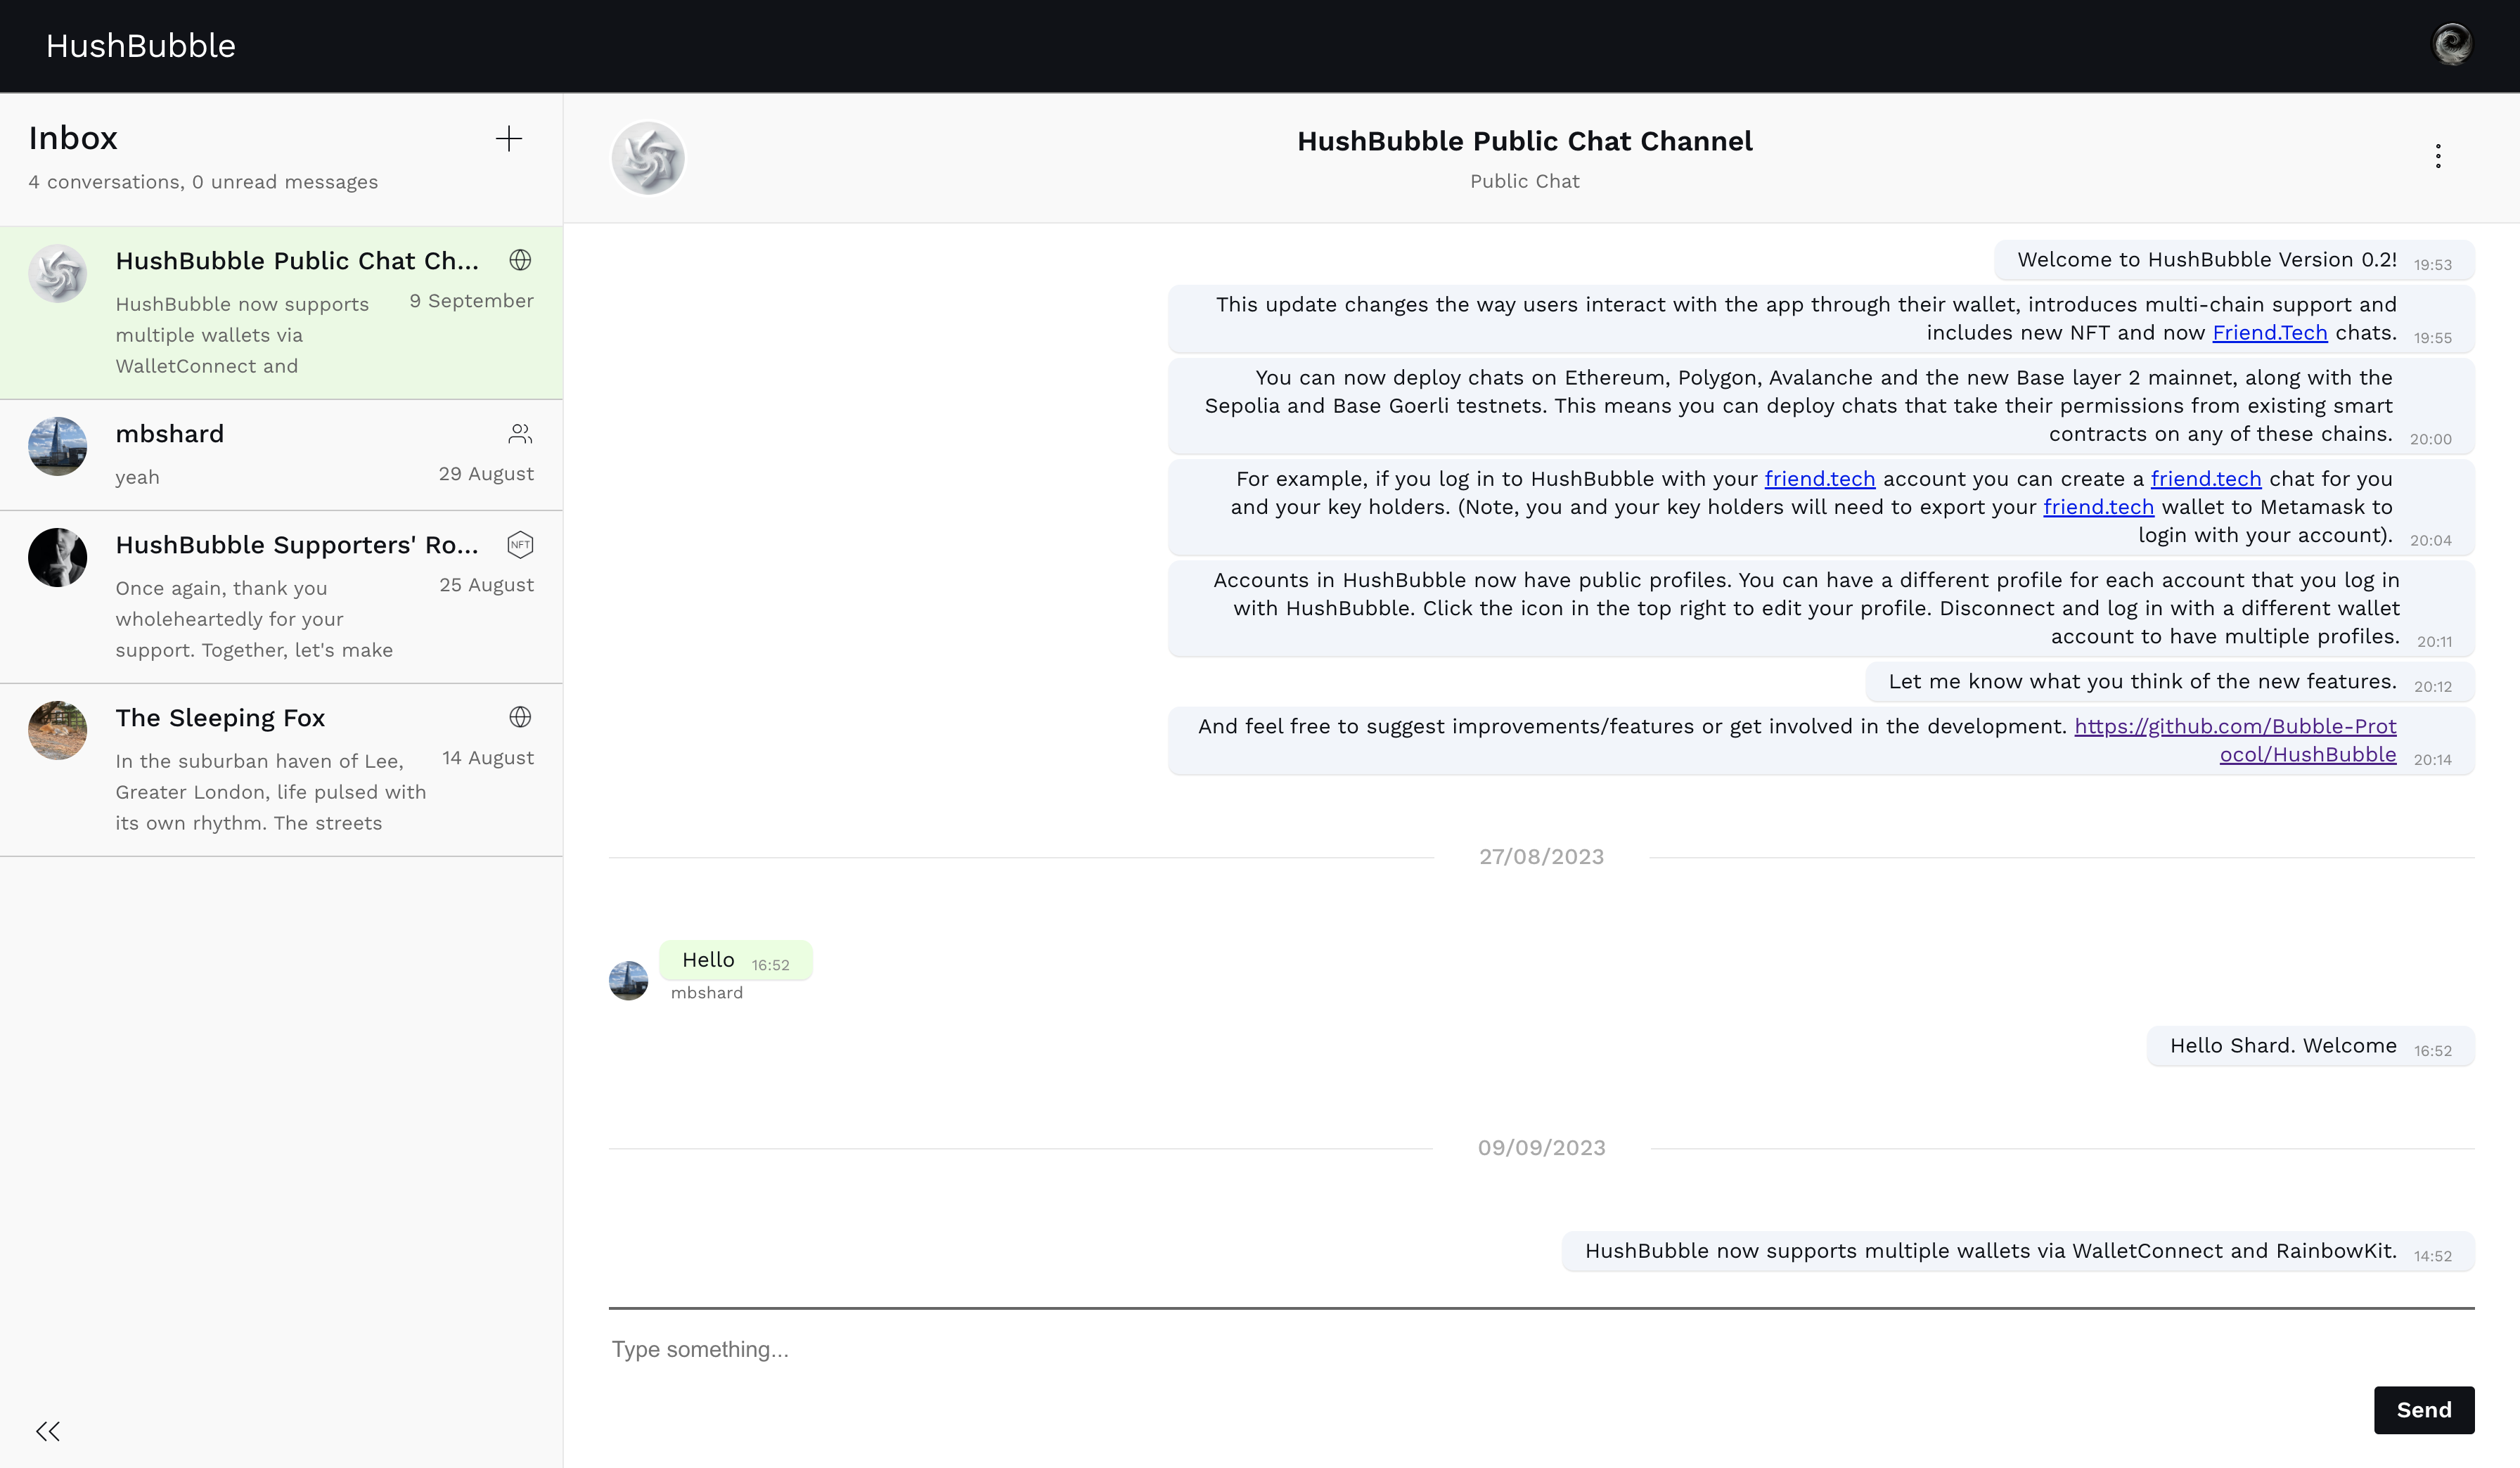 HushBubble
Inbox
4 conversations, 0 unread messages
HushBubble Public Chat Ch...
HushBubble now supports
multiple wallets via
WalletConnect and
9 September
mbshard
yeah
29 August
HushBubble Supporters' Ro...
NFT
Once again, thank you
wholeheartedly for your
support. Together, let's make
25 August
The Sleeping Fox
In the suburban haven of Lee,
Greater London, life pulsed with
its own rhythm. The streets
14 August
HushBubble Public Chat Channel
Public Chat
Welcome to HushBubble Version 0.2! 19:53
This update changes the way users interact with the app through their wallet, introduces multi-chain support and
includes new NFT and now Friend.Tech chats. 19:55
You can now deploy chats on Ethereum, Polygon, Avalanche and the new Base layer 2 mainnet, along with the
Sepolia and Base Goerli testnets. This means you can deploy chats that take their permissions from existing smart
contracts on any of these chains. 20:00
For example, if you log in to HushBubble with your friend.tech account you can create a friend.tech chat for you
and your key holders. (Note, you and your key holders will need to export your friend.tech wallet to Metamask to
login with your account). 20:04
Accounts in HushBubble now have public profiles. You can have a different profile for each account that you log in
with HushBubble. Click the icon in the top right to edit your profile. Disconnect and log in with a different wallet
account to have multiple profiles. 20:11
Let me know what you think of the new features. 20:12
And feel free to suggest improvements/features or get involved in the development. https://github.com/Bubble-Prot
ocol/HushBubble 20:14
27/08/2023
Hello 16:52
mbshard
Hello Shard. Welcome 16:52
09/09/2023
HushBubble now supports multiple wallets via WalletConnect and RainbowKit. 14:52
Type something...
Send